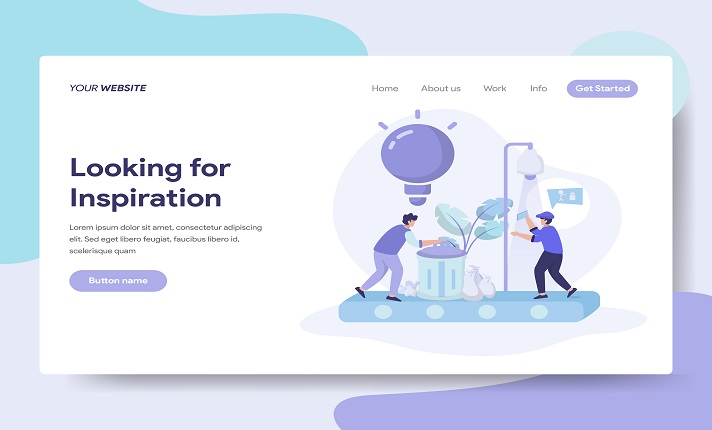 YOUR WEBSITE
Home About us Work Info Get Started
Looking for
Inspiration
Lorem ipsum dolor sit amet, consectetur adipiscing
elit. Sed eget libero feugiat, faucibus libero id,
scelerisque quam
Button name